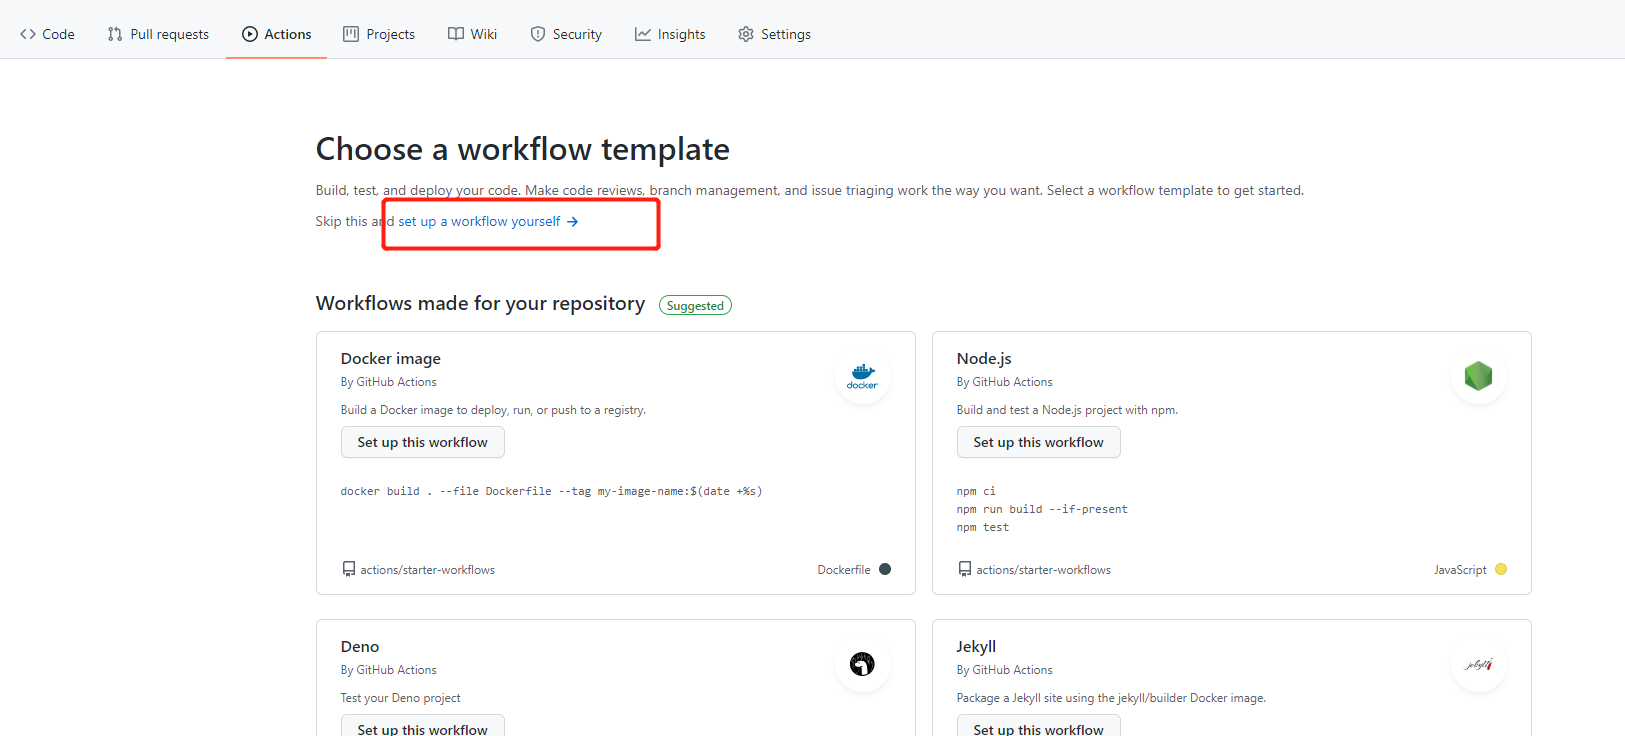 Code Pull requests Actions Projects Wiki Security Insights Settings
Choose a workflow template
Build, test, and deploy your code. Make code reviews, branch management, and issue triaging work the way you want. Select a workflow template to get started.
Skip this and set up a workflow yourself →
Workflows made for your repository Suggested
Docker image
By GitHub Actions
docker
Build a Docker image to deploy, run, or push to a registry.
Set up this workflow
docker build . --file Dockerfile --tag my-image-name:$(date +%s)
actions/starter-workflows Dockerfile
Node.js
By GitHub Actions
Build and test a Node.js project with npm.
Set up this workflow
npm ci
npm run build --if-present
npm test
actions/starter-workflows JavaScript
Deno
By GitHub Actions
Test your Deno project
Set up this workflow
Jekyll
By GitHub Actions
jekyll
Package a Jekyll site using the jekyll/builder Docker image.
Set up this workflow